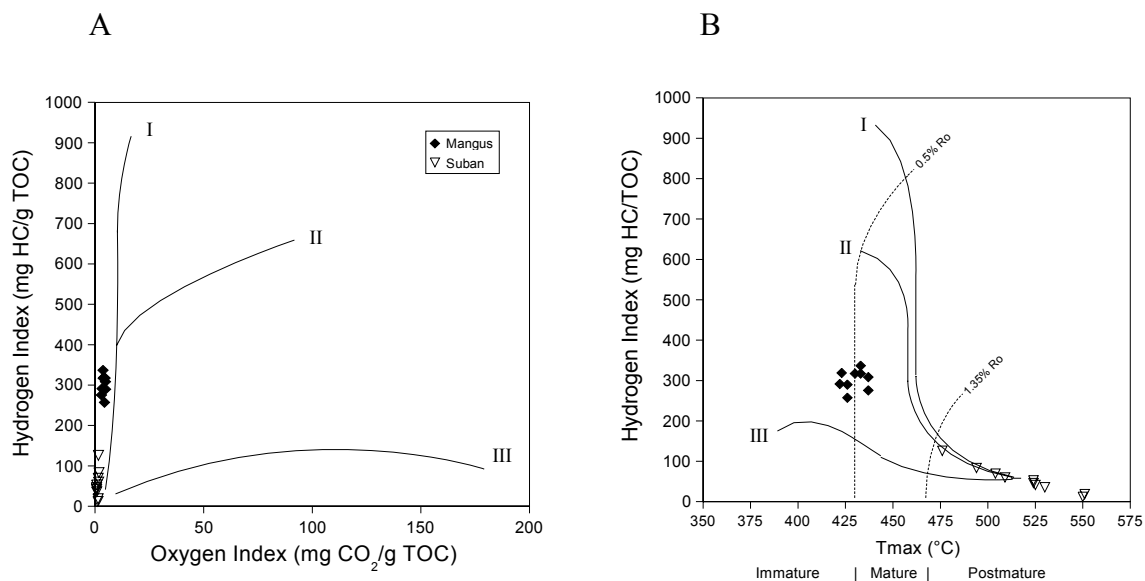 A
Hydrogen Index (mg HC/g TOC)
1000
900
800
700
600
500
400
300
200
100
0
I
II
III
Mangus
Suban
0
50
100
150
200
Oxygen Index (mg CO2/g TOC)
B
Hydrogen Index (mg HC/TOC)
1000
900
800
700
600
500
400
300
200
100
0
I
II
III
0.5% Ro
1.35% Ro
350
375
400
425
450
475
500
525
550
575
Tmax (°C)
Immature | Mature | Postmature